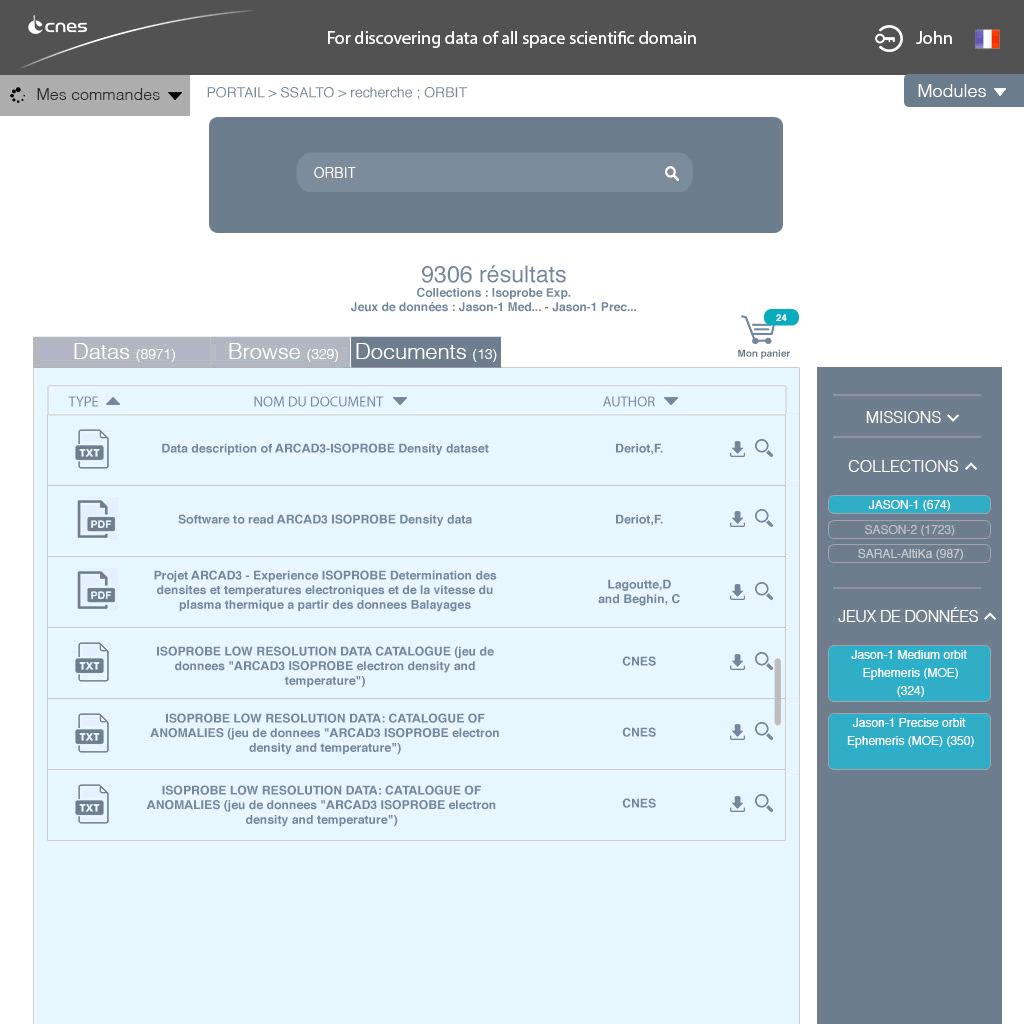 cnes
For discovering data of all space scientific domain
John
Mes commandes
PORTAIL > SSALTO > recherche ; ORBIT
Modules
ORBIT
9306 résultats
Collections : Isoprobe Exp.
Jeux de données : Jason-1 Med... - Jason-1 Prec...
24
Mon panier
Datas (8971)
Browse (329)
Documents (13)
TYPE
NOM DU DOCUMENT
AUTHOR
TXT
Data description of ARCAD3-ISOPROBE Density dataset
Deriot,F.
PDF
Software to read ARCAD3 ISOPROBE Density data
Deriot,F.
PDF
Projet ARCAD3 - Experience ISOPROBE Determination des
densites et temperatures electroniques et de la vitesse du
plasma thermique a partir des donnees Balayages
Lagoutte,D
and Beghin, C
TXT
ISOPROBE LOW RESOLUTION DATA CATALOGUE (jeu de
donnees "ARCAD3 ISOPROBE electron density and
temperature")
CNES
TXT
ISOPROBE LOW RESOLUTION DATA: CATALOGUE OF
ANOMALIES (jeu de donnees "ARCAD3 ISOPROBE electron
density and temperature")
CNES
TXT
ISOPROBE LOW RESOLUTION DATA: CATALOGUE OF
ANOMALIES (jeu de donnees "ARCAD3 ISOPROBE electron
density and temperature")
CNES
MISSIONS
COLLECTIONS
JASON-1 (674)
SASON-2 (1723)
SARAL-AltiKa (987)
JEUX DE DONNÉES
Jason-1 Medium orbit
Ephemeris (MOE)
(324)
Jason-1 Precise orbit
Ephemeris (MOE) (350)